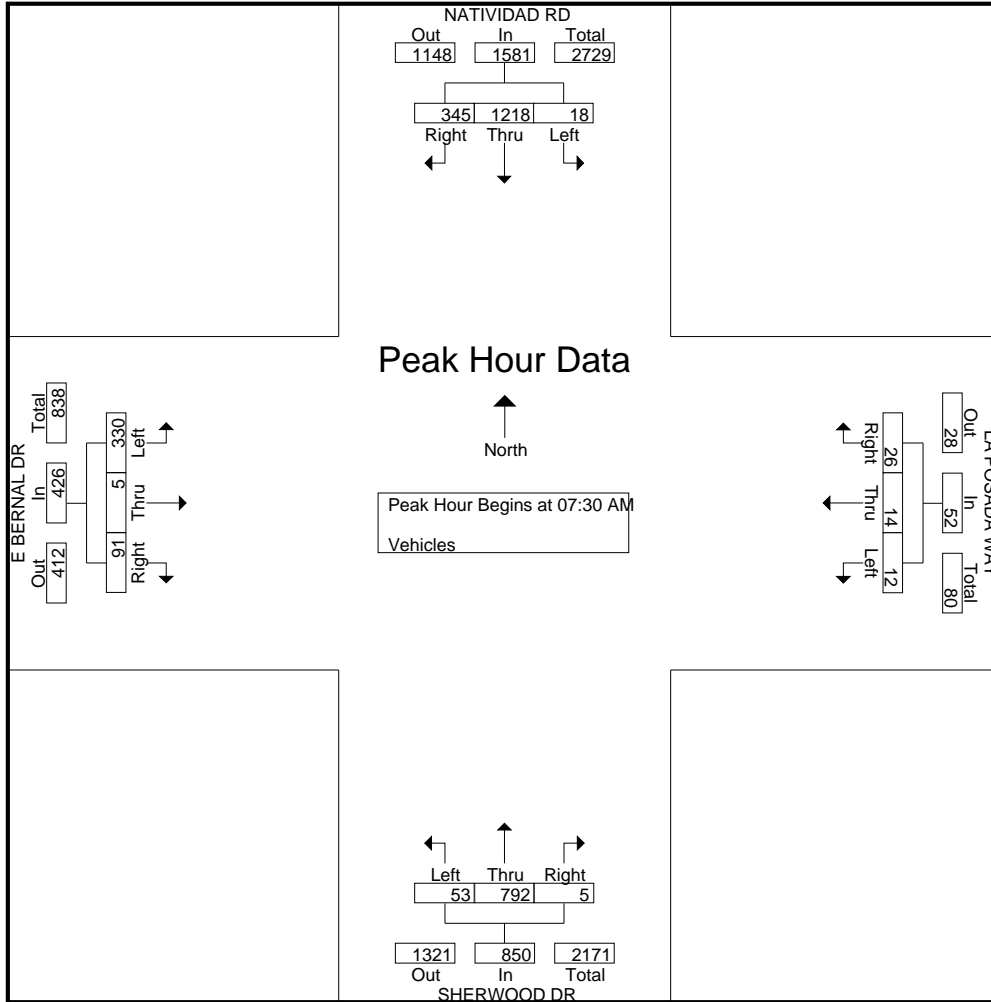 NATIVIDAD RD
Out In Total
1148 1581 2729
345 1218 18
Right Thru Left
Peak Hour Data
North
Peak Hour Begins at 07:30 AM
Vehicles
E BERNAL DR
Out In Total
412 426 838
91 5 330
Right Thru Left
LA POSADA WAY
Out In Total
28 52 80
26 14 12
Right Thru Left
Left Thru Right
53 792 5
1321 850 2171
Out In Total
SHERWOOD DR